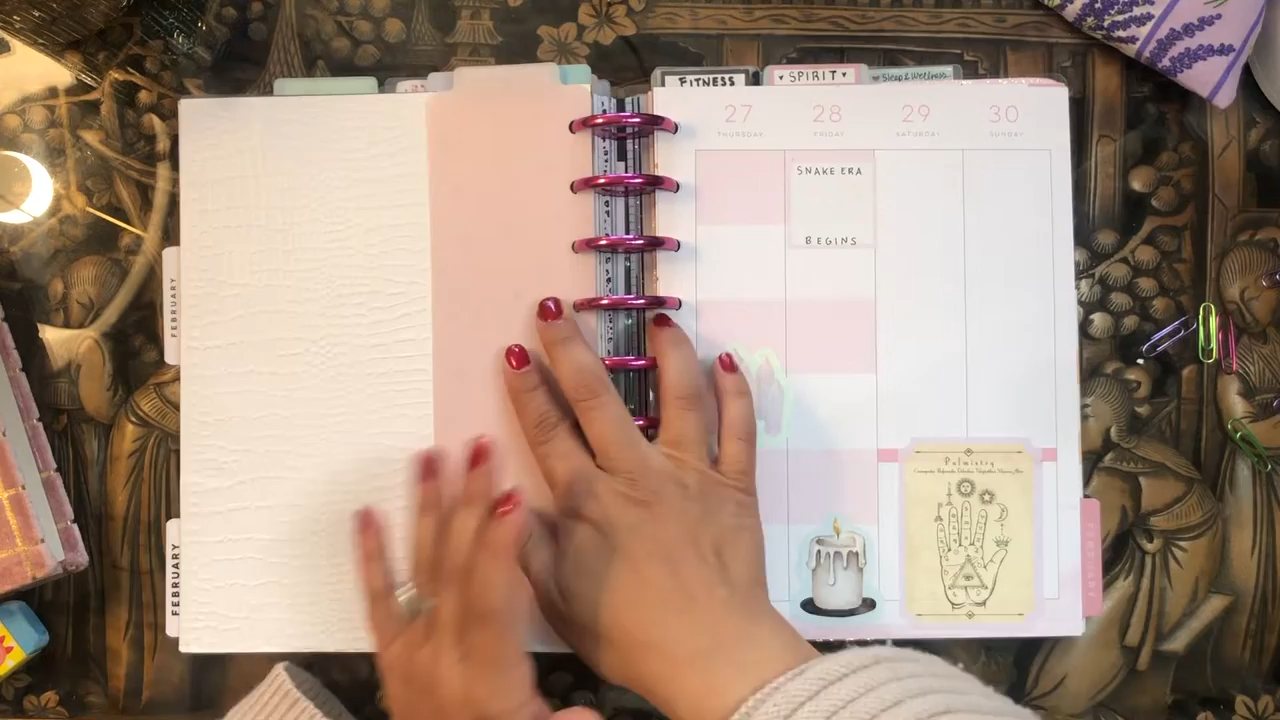 FITNESS
SPIRIT
Sleep & Wellness
27 28 29 30
THURSDAY FRIDAY SATURDAY SUNDAY
SNAKE ERA
BEGINS
FEBRUARY
FEBRUARY
Palmistry